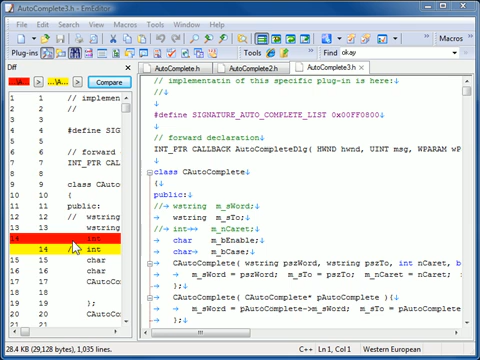 AutoComplete3.h - EmEditor
File Edit Search View Macros Tools Window Help
Macros »
Plug-ins Tools Find okay
Diff
Compare
AutoComplete.h AutoComplete2.h AutoComplete3.h
1 1 // implemen
2 2 //
3 3
4 4 #define SIG
5 5
6 6 // forward
7 7 INT_PTR CAL
8 8
9 9 class CAuto
10 10 {
11 11 public:
12 12 // wstring
13 13 wstring
14 int
14 // int
15 15 char
16 16 char
17 17 CAuto
18
19 19 };
20 20 CAuto
21 21
// implementatin of this specific plug-in is here:↓
//↓
↓
#define SIGNATURE_AUTO_COMPLETE_LIST 0x00FF0800↓
↓
// forward declaration↓
INT_PTR CALLBACK AutoCompleteDlg( HWND hwnd, UINT msg, WPARAM wP
↓
class CAutoComplete↓
{↓
public:↓
//→ wstring m_sWord;↓
→ wstring m_sTo;↓
//→ int→→ m_nCaret;↓
→ char m_bEnable;↓
→ char m_bCase;↓
→ CAutoComplete( wstring pszWord, wstring pszTo, int nCaret, b
→ → m_sWord = pszWord; m_sTo = pszTo; m_nCaret = nCaret;
→ };↓
→ CAutoComplete( CAutoComplete* pAutoComplete ){↓
→ → m_sWord = pAutoComplete->m_sWord; m_sTo = pAutoComplete
→ };↓
28.4 KB (29,128 bytes), 1,035 lines. C++ Ln 1, Col 1 Western European